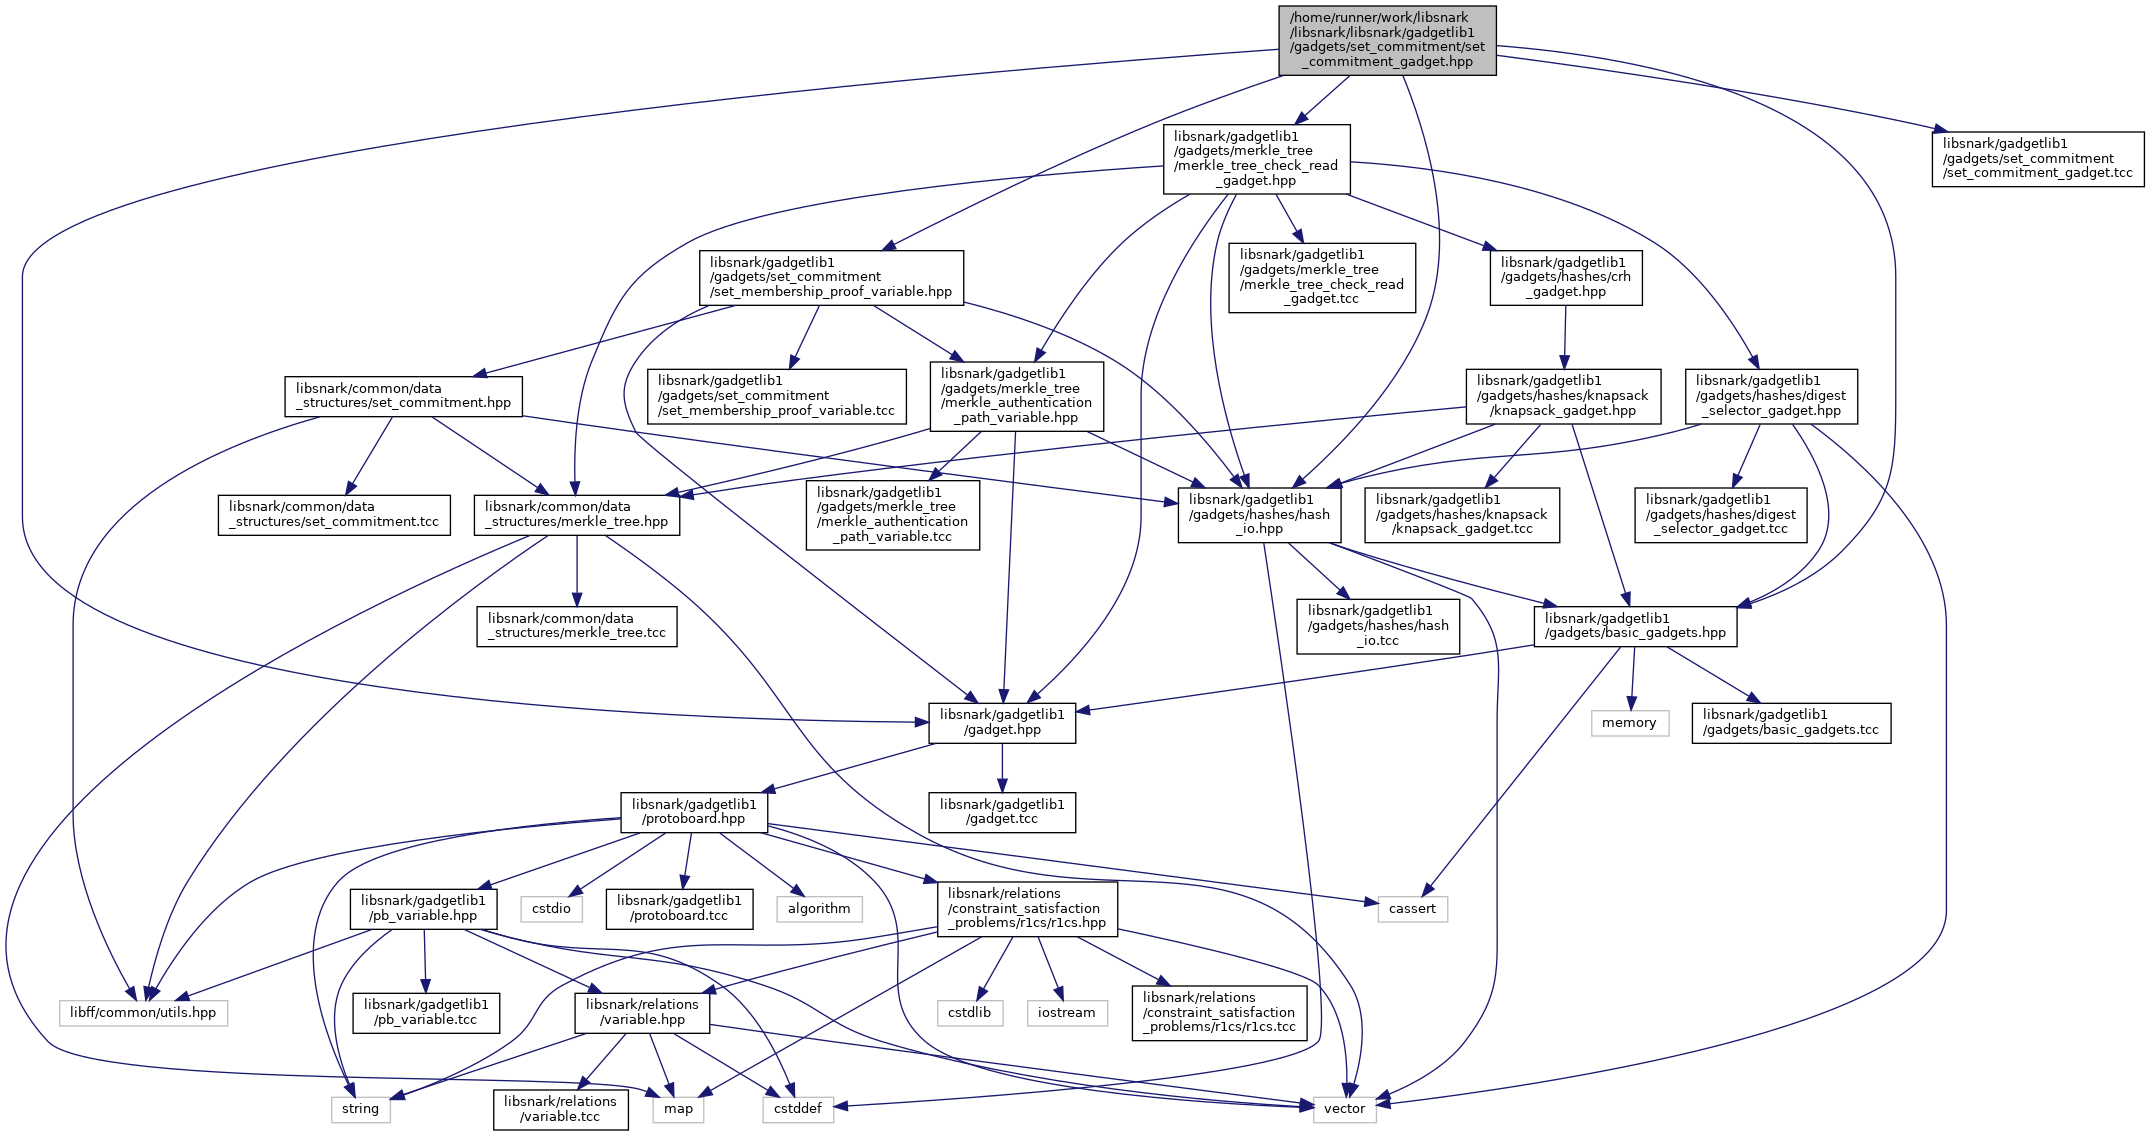 /home/runner/work/libsnark
/libsnark/libsnark/gadgetlib1
/gadgets/set_commitment/set
_commitment_gadget.hpp
libsnark/gadgetlib1
/gadgets/merkle_tree
/merkle_tree_check_read
_gadget.hpp
libsnark/gadgetlib1
/gadgets/set_commitment
/set_commitment_gadget.tcc
libsnark/gadgetlib1
/gadgets/set_commitment
/set_membership_proof_variable.hpp
libsnark/gadgetlib1
/gadgets/merkle_tree
/merkle_tree_check_read
_gadget.tcc
libsnark/gadgetlib1
/gadgets/hashes/crh
_gadget.hpp
libsnark/common/data
_structures/set_commitment.hpp
libsnark/gadgetlib1
/gadgets/set_commitment
/set_membership_proof_variable.tcc
libsnark/gadgetlib1
/gadgets/merkle_tree
/merkle_authentication
_path_variable.hpp
libsnark/gadgetlib1
/gadgets/hashes/knapsack
/knapsack_gadget.hpp
libsnark/gadgetlib1
/gadgets/hashes/digest
_selector_gadget.hpp
libsnark/common/data
_structures/set_commitment.tcc
libsnark/common/data
_structures/merkle_tree.hpp
libsnark/gadgetlib1
/gadgets/merkle_tree
/merkle_authentication
_path_variable.tcc
libsnark/gadgetlib1
/gadgets/hashes/hash
_io.hpp
libsnark/gadgetlib1
/gadgets/hashes/knapsack
/knapsack_gadget.tcc
libsnark/gadgetlib1
/gadgets/hashes/digest
_selector_gadget.tcc
libsnark/common/data
_structures/merkle_tree.tcc
libsnark/gadgetlib1
/gadgets/hashes/hash
_io.tcc
libsnark/gadgetlib1
/gadgets/basic_gadgets.hpp
libsnark/gadgetlib1
/gadget.hpp
memory
libsnark/gadgetlib1
/gadgets/basic_gadgets.tcc
libsnark/gadgetlib1
/protoboard.hpp
libsnark/gadgetlib1
/gadget.tcc
libsnark/gadgetlib1
/pb_variable.hpp
cstdio
libsnark/gadgetlib1
/protoboard.tcc
algorithm
libsnark/relations
/constraint_satisfaction
_problems/r1cs/r1cs.hpp
cassert
libff/common/utils.hpp
libsnark/gadgetlib1
/pb_variable.tcc
libsnark/relations
/variable.hpp
cstdlib
iostream
libsnark/relations
/constraint_satisfaction
_problems/r1cs/r1cs.tcc
string
libsnark/relations
/variable.tcc
map
cstddef
vector